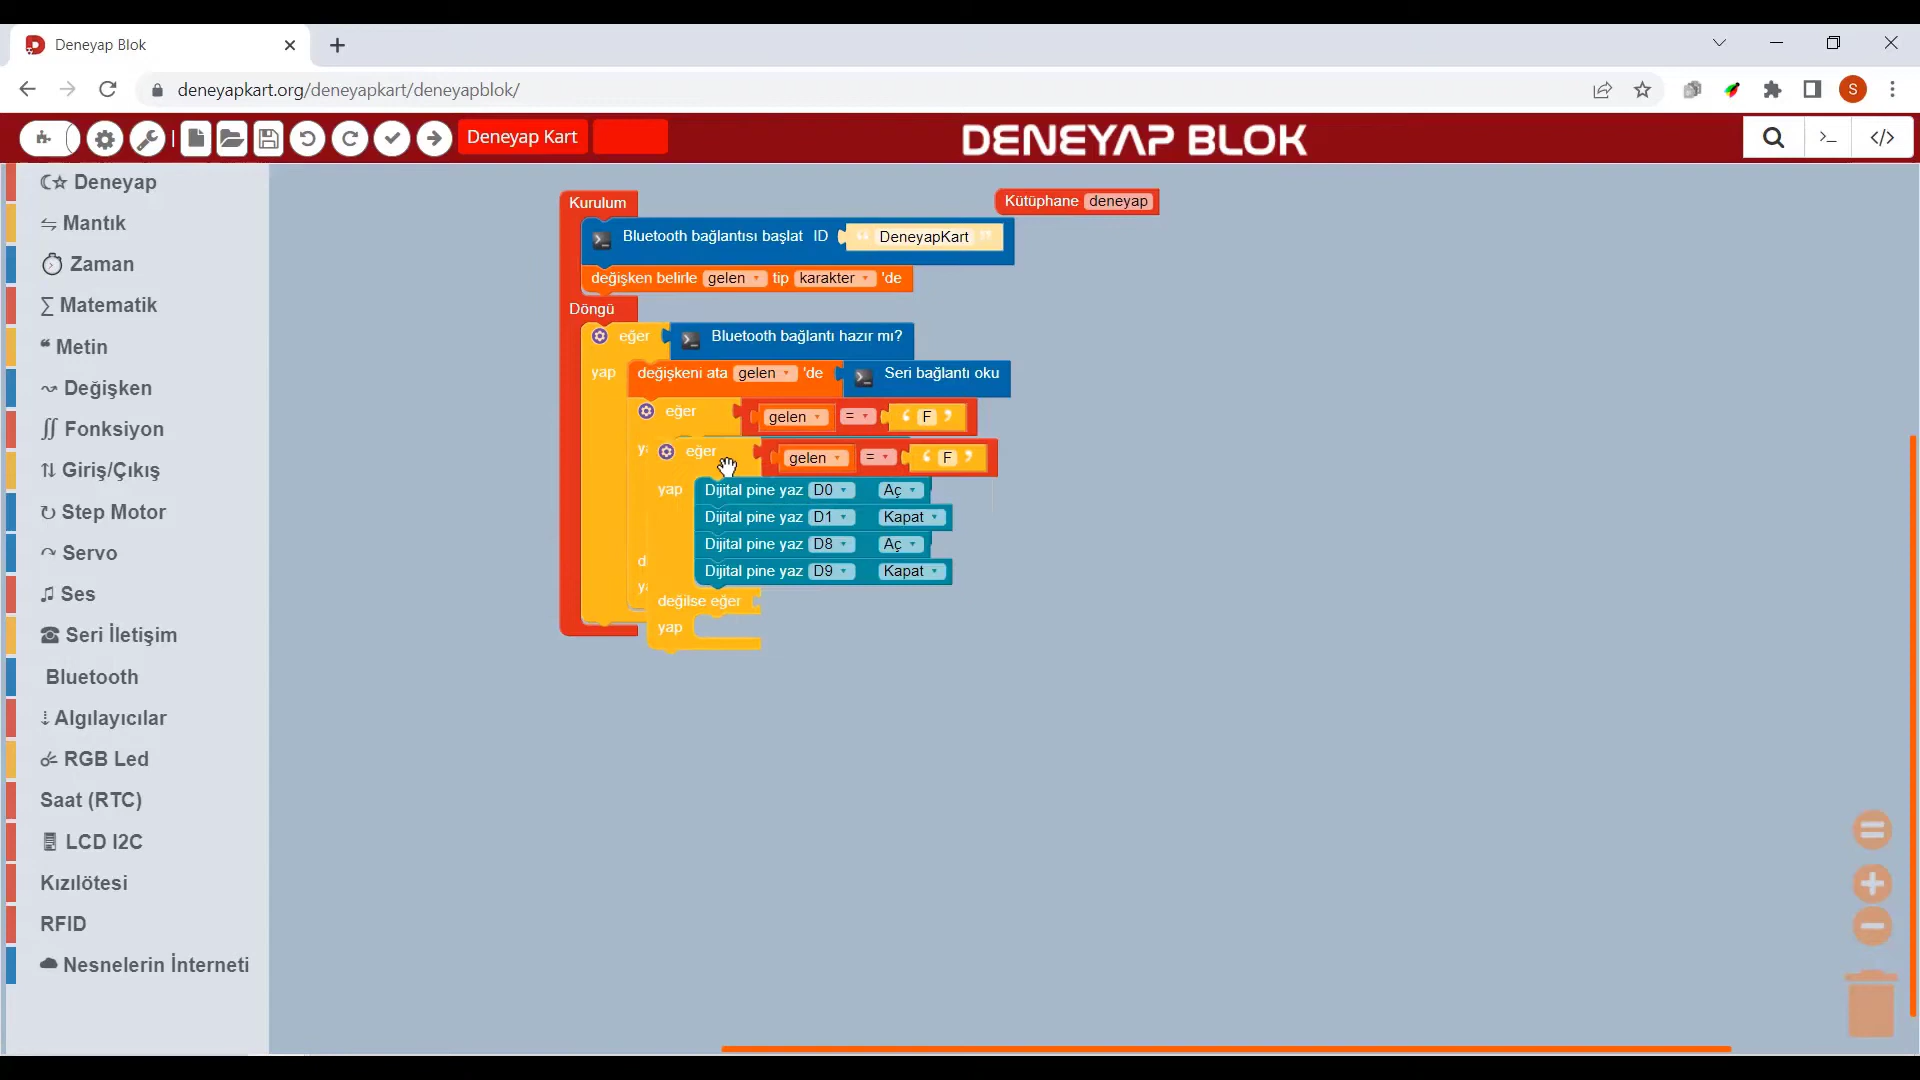 Deneyap Blok
deneyapkart.org/deneyapkart/deneyapblok/
S
Deneyap Kart
DENEYAP BLOK
Deneyap
Mantık
Zaman
Matematik
Metin
Değişken
Fonksiyon
Giriş/Çıkış
Step Motor
Servo
Ses
Seri İletişim
Bluetooth
Algılayıcılar
RGB Led
Saat (RTC)
LCD I2C
Kızılötesi
RFID
Nesnelerin İnterneti
Kurulum
Bluetooth bağlantısı başlat ID “ DeneyapKart ”
değişken belirle gelen tip karakter 'de
Döngü
eğer Bluetooth bağlantı hazır mı?
yap değişkeni ata gelen 'de Seri bağlantı oku
eğer gelen = ‘ F ’
eğer gelen = ‘ F ’
yap Dijital pine yaz D0 Aç
Dijital pine yaz D1 Kapat
Dijital pine yaz D8 Aç
Dijital pine yaz D9 Kapat
değilse eğer
yap
Kütüphane deneyap